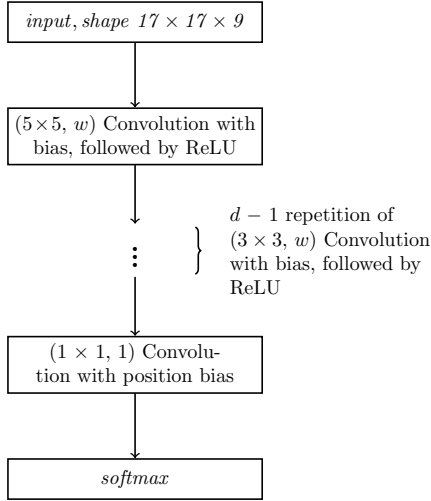 input, shape 17 × 17 × 9
(5×5, w) Convolution with
bias, followed by ReLU
d − 1 repetition of
(3 × 3, w) Convolution
with bias, followed by
ReLU
(1 × 1, 1) Convolu-
tion with position bias
softmax